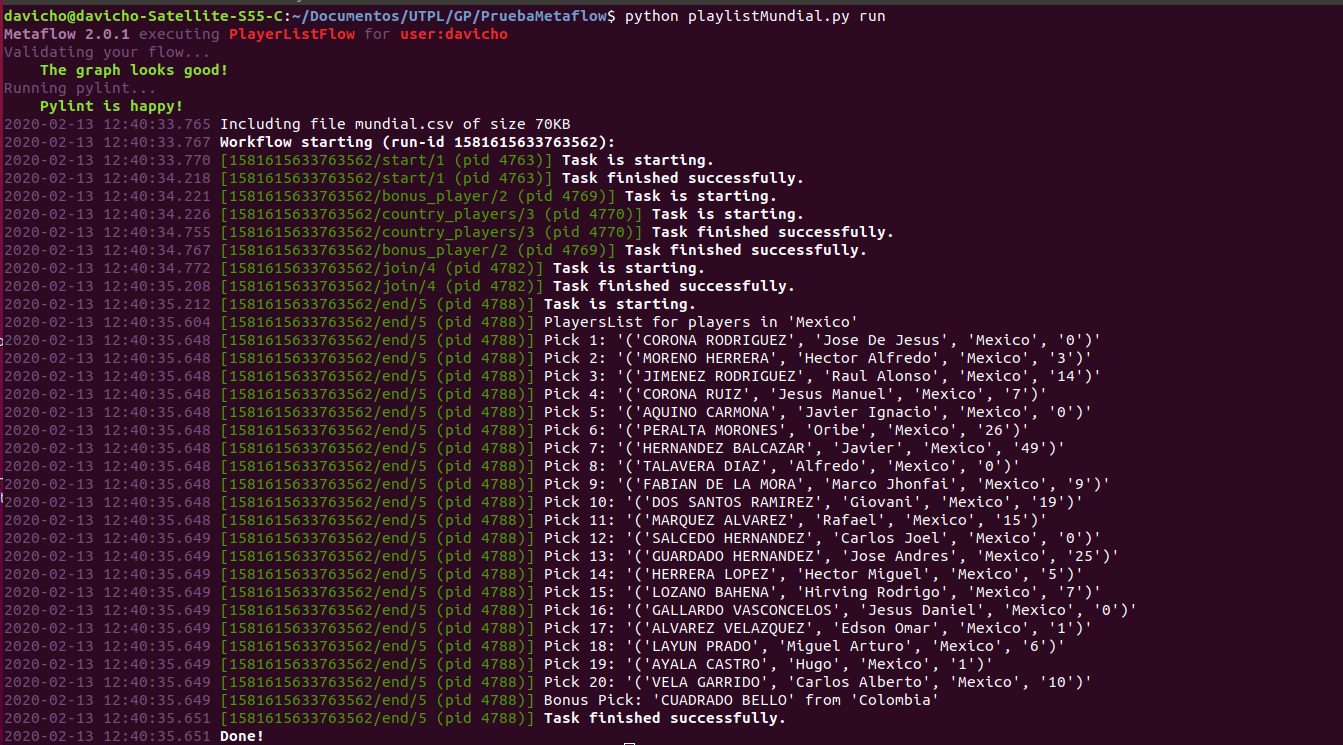 davicho@davicho-Satellite-S55-C:~/Documentos/UTPL/GP/PruebaMetaflow$ python playlistMundial.py run
Metaflow 2.0.1 executing PlayerListFlow for user:davicho
Validating your flow...
    The graph looks good!
Running pylint...
    Pylint is happy!
2020-02-13 12:40:33.765 Including file mundial.csv of size 70KB
2020-02-13 12:40:33.767 Workflow starting (run-id 1581615633763562):
2020-02-13 12:40:33.770 [1581615633763562/start/1 (pid 4763)] Task is starting.
2020-02-13 12:40:34.218 [1581615633763562/start/1 (pid 4763)] Task finished successfully.
2020-02-13 12:40:34.221 [1581615633763562/bonus_player/2 (pid 4769)] Task is starting.
2020-02-13 12:40:34.226 [1581615633763562/country_players/3 (pid 4770)] Task is starting.
2020-02-13 12:40:34.755 [1581615633763562/country_players/3 (pid 4770)] Task finished successfully.
2020-02-13 12:40:34.767 [1581615633763562/bonus_player/2 (pid 4769)] Task finished successfully.
2020-02-13 12:40:34.772 [1581615633763562/join/4 (pid 4782)] Task is starting.
2020-02-13 12:40:35.208 [1581615633763562/join/4 (pid 4782)] Task finished successfully.
2020-02-13 12:40:35.212 [1581615633763562/end/5 (pid 4788)] Task is starting.
2020-02-13 12:40:35.604 [1581615633763562/end/5 (pid 4788)] PlayersList for players in 'Mexico'
2020-02-13 12:40:35.648 [1581615633763562/end/5 (pid 4788)] Pick 1: '('CORONA RODRIGUEZ', 'Jose De Jesus', 'Mexico', '0')'
2020-02-13 12:40:35.648 [1581615633763562/end/5 (pid 4788)] Pick 2: '('MORENO HERRERA', 'Hector Alfredo', 'Mexico', '3')'
2020-02-13 12:40:35.648 [1581615633763562/end/5 (pid 4788)] Pick 3: '('JIMENEZ RODRIGUEZ', 'Raul Alonso', 'Mexico', '14')'
2020-02-13 12:40:35.648 [1581615633763562/end/5 (pid 4788)] Pick 4: '('CORONA RUIZ', 'Jesus Manuel', 'Mexico', '7')'
2020-02-13 12:40:35.648 [1581615633763562/end/5 (pid 4788)] Pick 5: '('AQUINO CARMONA', 'Javier Ignacio', 'Mexico', '0')'
2020-02-13 12:40:35.648 [1581615633763562/end/5 (pid 4788)] Pick 6: '('PERALTA MORONES', 'Oribe', 'Mexico', '26')'
2020-02-13 12:40:35.648 [1581615633763562/end/5 (pid 4788)] Pick 7: '('HERNANDEZ BALCAZAR', 'Javier', 'Mexico', '49')'
2020-02-13 12:40:35.648 [1581615633763562/end/5 (pid 4788)] Pick 8: '('TALAVERA DIAZ', 'Alfredo', 'Mexico', '0')'
2020-02-13 12:40:35.648 [1581615633763562/end/5 (pid 4788)] Pick 9: '('FABIAN DE LA MORA', 'Marco Jhonfai', 'Mexico', '9')'
2020-02-13 12:40:35.648 [1581615633763562/end/5 (pid 4788)] Pick 10: '('DOS SANTOS RAMIREZ', 'Giovani', 'Mexico', '19')'
2020-02-13 12:40:35.648 [1581615633763562/end/5 (pid 4788)] Pick 11: '('MARQUEZ ALVAREZ', 'Rafael', 'Mexico', '15')'
2020-02-13 12:40:35.649 [1581615633763562/end/5 (pid 4788)] Pick 12: '('SALCEDO HERNANDEZ', 'Carlos Joel', 'Mexico', '0')'
2020-02-13 12:40:35.649 [1581615633763562/end/5 (pid 4788)] Pick 13: '('GUARDADO HERNANDEZ', 'Jose Andres', 'Mexico', '25')'
2020-02-13 12:40:35.649 [1581615633763562/end/5 (pid 4788)] Pick 14: '('HERRERA LOPEZ', 'Hector Miguel', 'Mexico', '5')'
2020-02-13 12:40:35.649 [1581615633763562/end/5 (pid 4788)] Pick 15: '('LOZANO BAHENA', 'Hirving Rodrigo', 'Mexico', '7')'
2020-02-13 12:40:35.649 [1581615633763562/end/5 (pid 4788)] Pick 16: '('GALLARDO VASCONCELOS', 'Jesus Daniel', 'Mexico', '0')'
2020-02-13 12:40:35.649 [1581615633763562/end/5 (pid 4788)] Pick 17: '('ALVAREZ VELAZQUEZ', 'Edson Omar', 'Mexico', '1')'
2020-02-13 12:40:35.649 [1581615633763562/end/5 (pid 4788)] Pick 18: '('LAYUN PRADO', 'Miguel Arturo', 'Mexico', '6')'
2020-02-13 12:40:35.649 [1581615633763562/end/5 (pid 4788)] Pick 19: '('AYALA CASTRO', 'Hugo', 'Mexico', '1')'
2020-02-13 12:40:35.649 [1581615633763562/end/5 (pid 4788)] Pick 20: '('VELA GARRIDO', 'Carlos Alberto', 'Mexico', '10')'
2020-02-13 12:40:35.649 [1581615633763562/end/5 (pid 4788)] Bonus Pick: 'CUADRADO BELLO' from 'Colombia'
2020-02-13 12:40:35.651 [1581615633763562/end/5 (pid 4788)] Task finished successfully.
2020-02-13 12:40:35.651 Done!